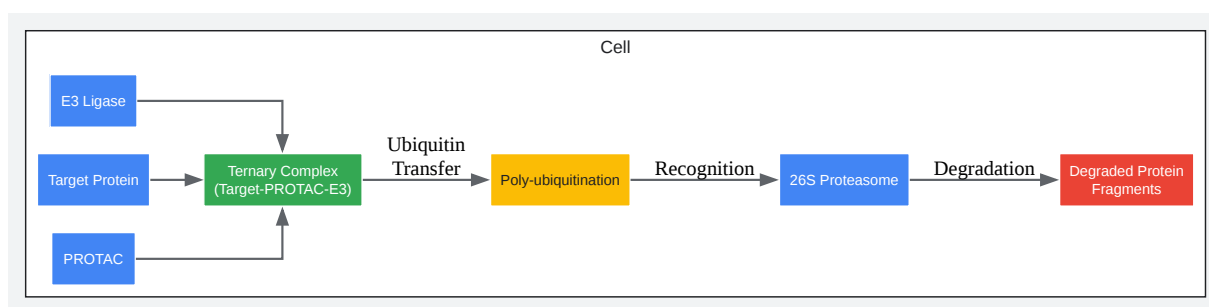 Cell
E3 Ligase
Target Protein
PROTAC
Ternary Complex
(Target-PROTAC-E3)
Ubiquitin
Transfer
Poly-ubiquitination
Recognition
26S Proteasome
Degradation
Degraded Protein
Fragments